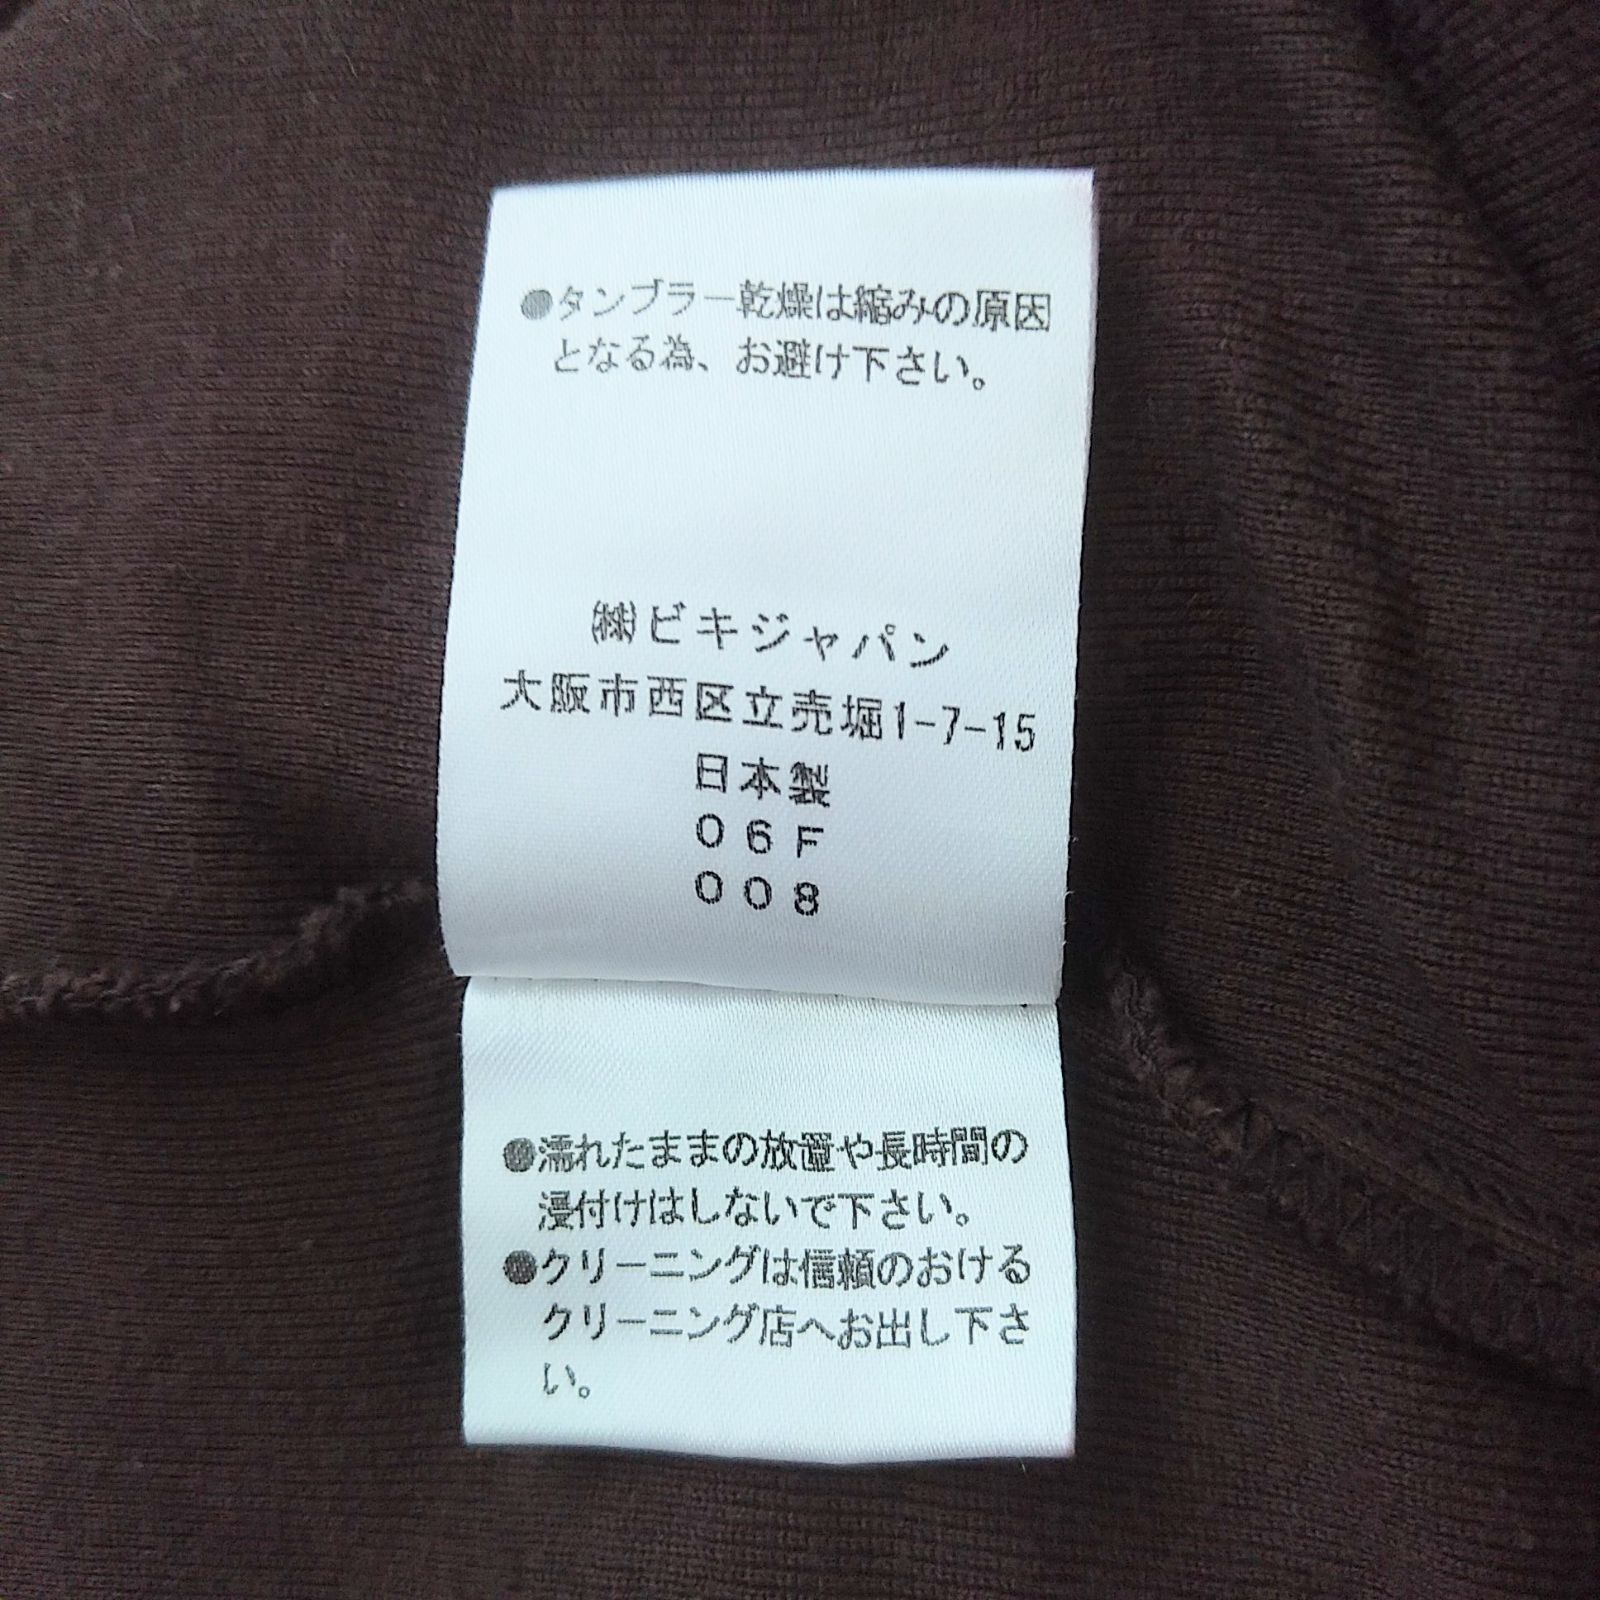 ●タンブラー乾燥は縮みの原因
となる為、お避け下さい。
㈱ビキジャパン
大阪市西区立売堀1-7-15
日本製
06F
008
●濡れたままの放置や長時間の
浸付けはしないで下さい。
●クリーニングは信頼のおける
クリーニング店へお出し下さ
い。